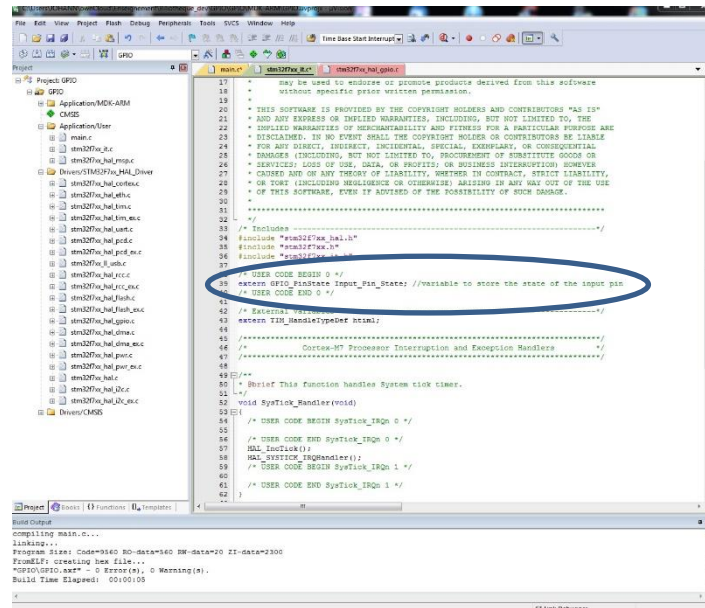 File Edit View Project Flash Debug Peripherals Tools SVCS Window Help
Time Base Start Interrupt
GPIO
Project
main.c* stm32f7xx_it.c* stm32f7xx_hal_gpio.c
Project: GPIO
GPIO
Application/MDK-ARM
CMSIS
Application/User
main.c
stm32f7xx_it.c
stm32f7xx_hal_msp.c
Drivers/STM32F7xx_HAL_Driver
stm32f7xx_hal_cortex.c
stm32f7xx_hal_eth.c
stm32f7xx_hal_tim.c
stm32f7xx_hal_tim_ex.c
stm32f7xx_hal_uart.c
stm32f7xx_hal_pcd.c
stm32f7xx_hal_pcd_ex.c
stm32f7xx_ll_usb.c
stm32f7xx_hal_rcc.c
stm32f7xx_hal_rcc_ex.c
stm32f7xx_hal_flash.c
stm32f7xx_hal_flash_ex.c
stm32f7xx_hal_gpio.c
stm32f7xx_hal_dma.c
stm32f7xx_hal_dma_ex.c
stm32f7xx_hal_pwr.c
stm32f7xx_hal_pwr_ex.c
stm32f7xx_hal.c
stm32f7xx_hal_i2c.c
stm32f7xx_hal_i2c_ex.c
Drivers/CMSIS
17 * may be used to endorse or promote products derived from this software
18 * without specific prior written permission.
19 *
20 * THIS SOFTWARE IS PROVIDED BY THE COPYRIGHT HOLDERS AND CONTRIBUTORS "AS IS"
21 * AND ANY EXPRESS OR IMPLIED WARRANTIES, INCLUDING, BUT NOT LIMITED TO, THE
22 * IMPLIED WARRANTIES OF MERCHANTABILITY AND FITNESS FOR A PARTICULAR PURPOSE ARE
23 * DISCLAIMED. IN NO EVENT SHALL THE COPYRIGHT HOLDER OR CONTRIBUTORS BE LIABLE
24 * FOR ANY DIRECT, INDIRECT, INCIDENTAL, SPECIAL, EXEMPLARY, OR CONSEQUENTIAL
25 * DAMAGES (INCLUDING, BUT NOT LIMITED TO, PROCUREMENT OF SUBSTITUTE GOODS OR
26 * SERVICES; LOSS OF USE, DATA, OR PROFITS; OR BUSINESS INTERRUPTION) HOWEVER
27 * CAUSED AND ON ANY THEORY OF LIABILITY, WHETHER IN CONTRACT, STRICT LIABILITY,
28 * OR TORT (INCLUDING NEGLIGENCE OR OTHERWISE) ARISING IN ANY WAY OUT OF THE USE
29 * OF THIS SOFTWARE, EVEN IF ADVISED OF THE POSSIBILITY OF SUCH DAMAGE.
30 *
31 ******************************************************************************
32 */
33 /* Includes ------------------------------------------------------------------*/
34 #include "stm32f7xx_hal.h"
35 #include "stm32f7xx.h"
36 #include "stm32f7xx_it.h"
37
38 /* USER CODE BEGIN 0 */
39 extern GPIO_PinState Input_Pin_State; //variable to store the state of the input pin
40 /* USER CODE END 0 */
41
42 /* External variables --------------------------------------------------------*/
43 extern TIM_HandleTypeDef htim1;
44
45 /******************************************************************************/
46 /* Cortex-M7 Processor Interruption and Exception Handlers */
47 /******************************************************************************/
48
49 /**
50 * @brief This function handles System tick timer.
51 */
52 void SysTick_Handler(void)
53 {
54 /* USER CODE BEGIN SysTick_IRQn 0 */
55
56 /* USER CODE END SysTick_IRQn 0 */
57 HAL_IncTick();
58 HAL_SYSTICK_IRQHandler();
59 /* USER CODE BEGIN SysTick_IRQn 1 */
60
61 /* USER CODE END SysTick_IRQn 1 */
62 }
Project Books Functions Templates
Build Output
compiling main.c...
linking...
Program Size: Code=9560 RO-data=560 RW-data=20 ZI-data=2300
FromELF: creating hex file...
"GPIO\GPIO.axf" - 0 Error(s), 0 Warning(s).
Build Time Elapsed: 00:00:05